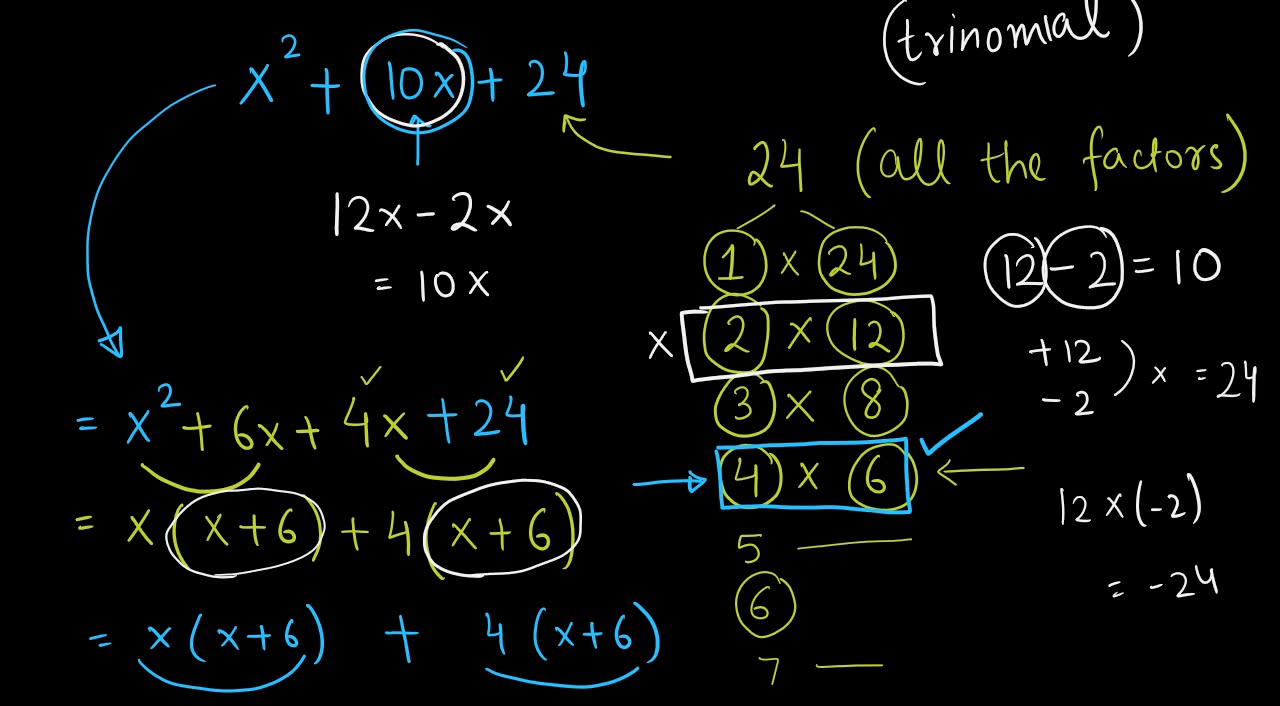 (trinomial)
x² + 10x + 24
24 (all the factors)
12x - 2x
= 10x
1 × 24
2 × 12
×
3 × 8
4 × 6
5
6
7
12 - 2 = 10
+12
- 2
) × = 24
12 × (-2)
= -24
= x² + 6x + 4x + 24
= x (x + 6) + 4 (x + 6)
= x (x+6) + 4 (x+6)